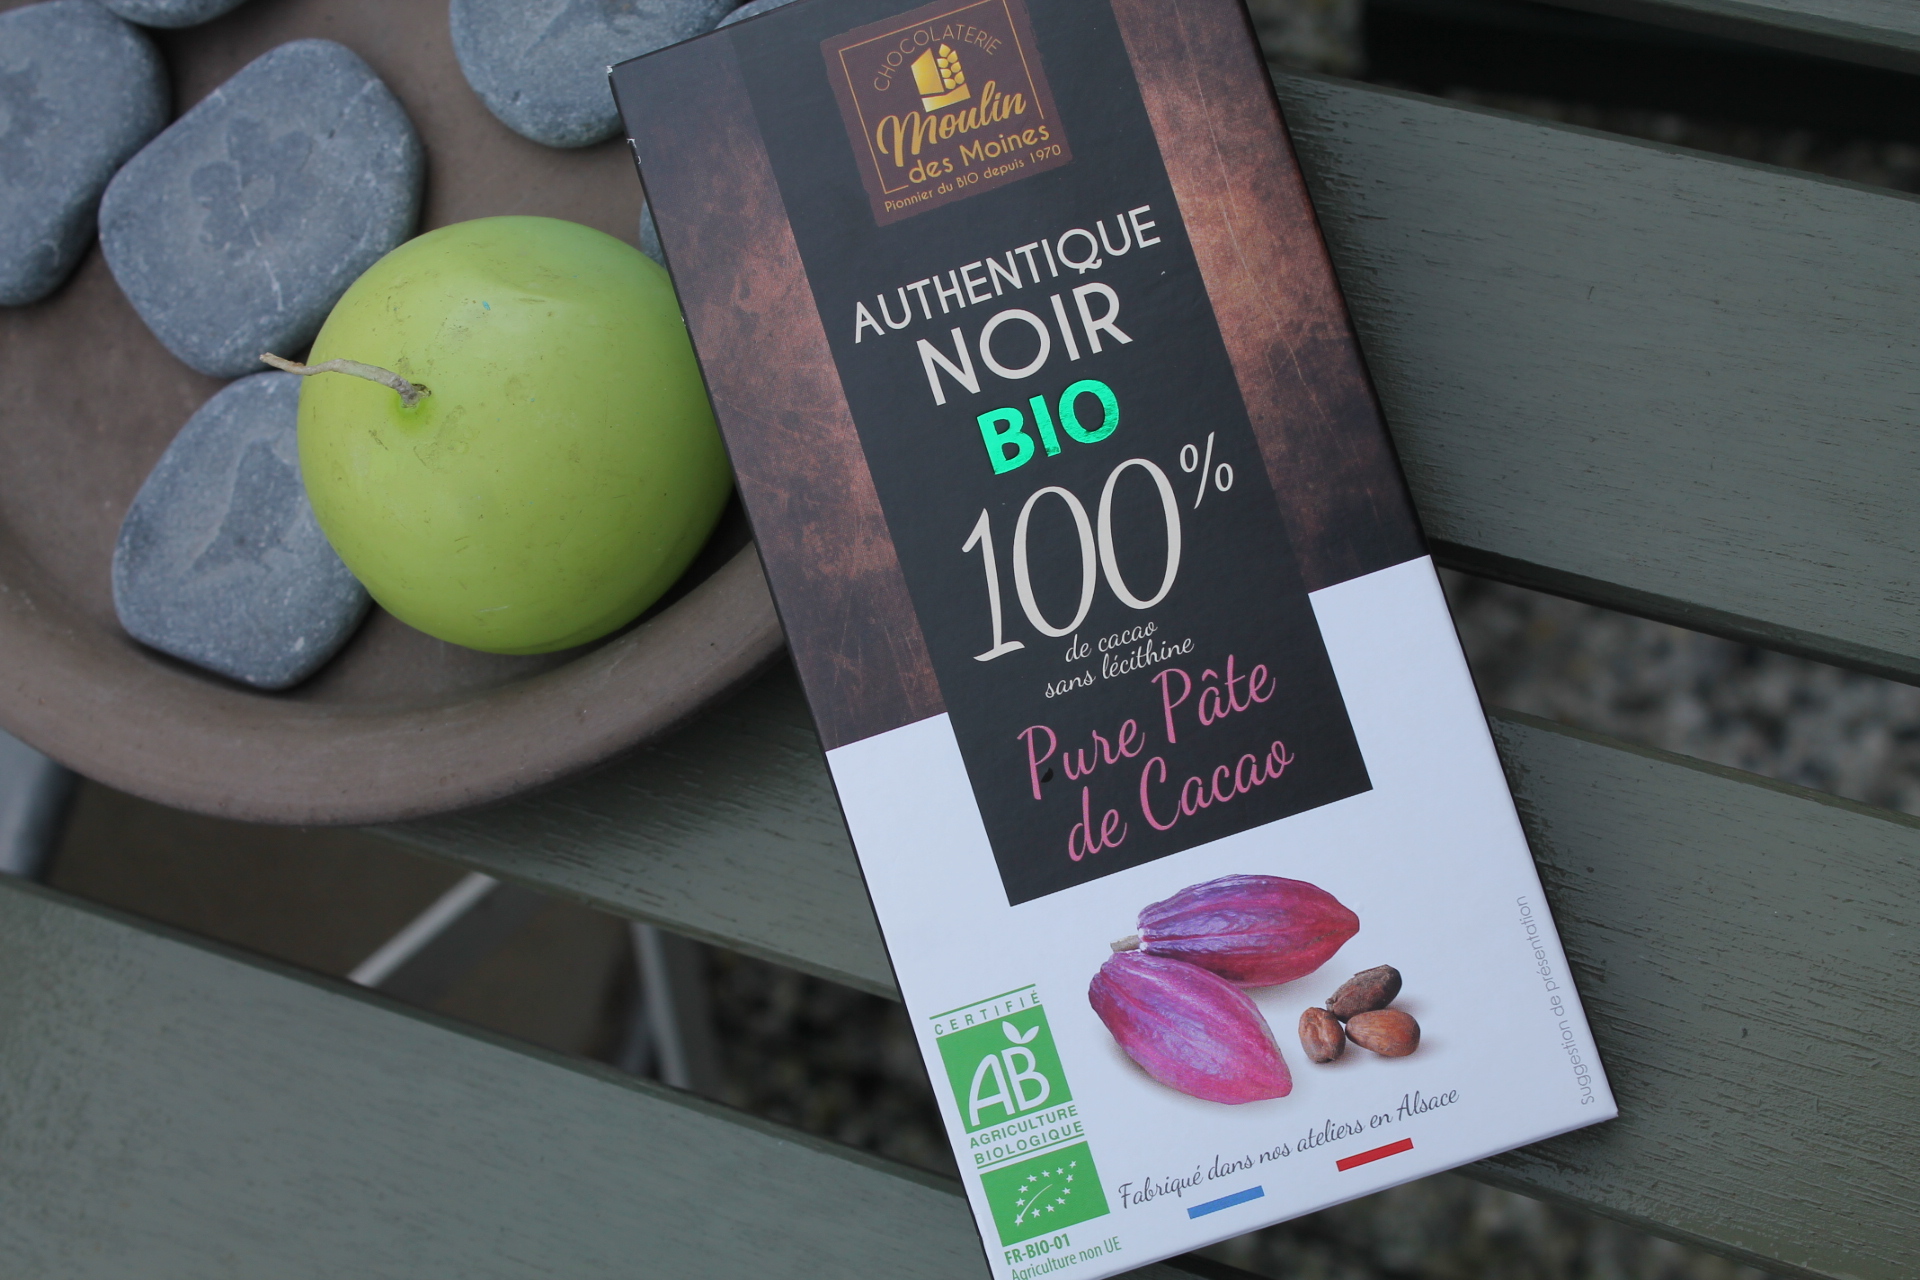 CHOCOLATERIE
Moulin
des Moines
Pionnier du BIO depuis 1970
AUTHENTIQUE
NOIR
BIO
100%
de cacao
sans lécithine
Pure Pâte
de Cacao
Suggestion de présentation
CERTIFIÉ
AB
AGRICULTURE
BIOLOGIQUE
Fabriqué dans nos ateliers en Alsace
FR-BIO-01
Agriculture non UE